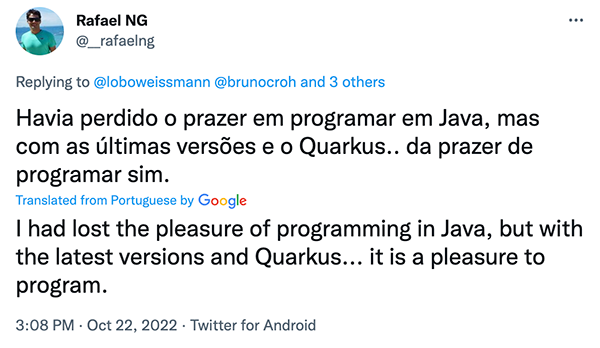 Rafael NG
@__rafaelng
Replying to @loboweissmann @brunocroh and 3 others
Havia perdido o prazer em programar em Java, mas
com as últimas versões e o Quarkus.. da prazer de
programar sim.
Translated from Portuguese by Google
I had lost the pleasure of programming in Java, but with
the latest versions and Quarkus... it is a pleasure to
program.
3:08 PM · Oct 22, 2022 · Twitter for Android